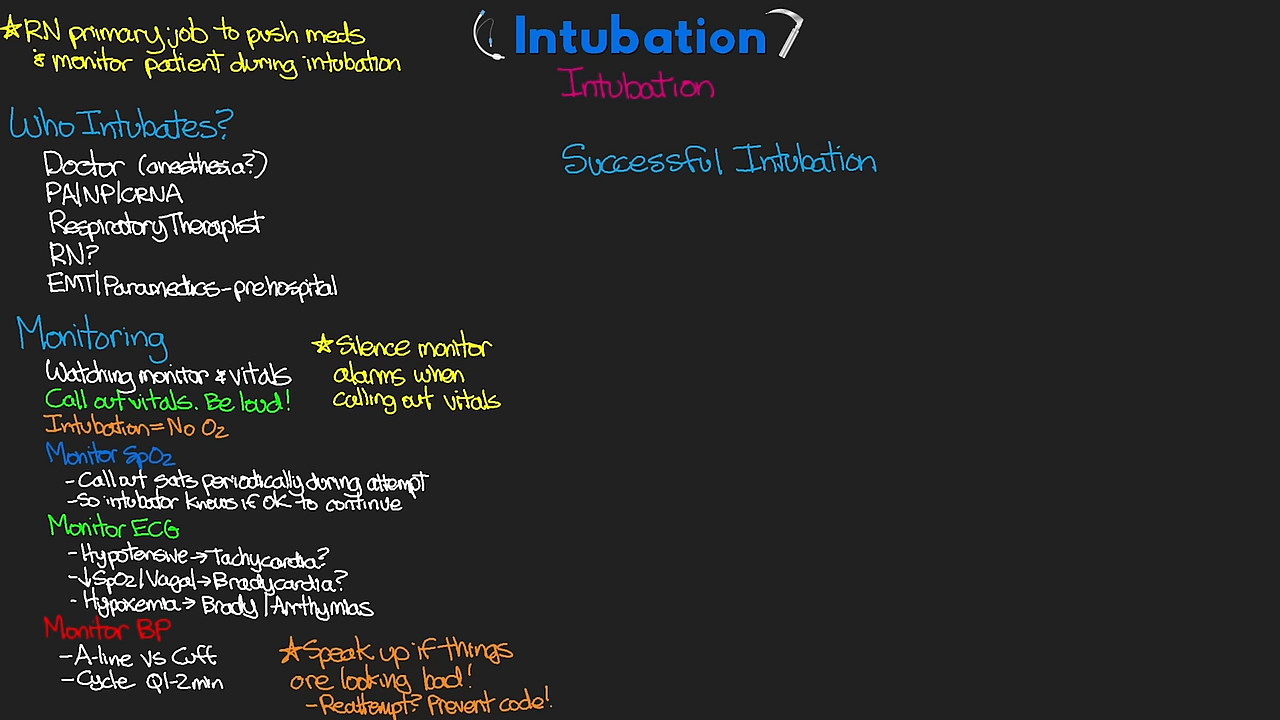 Intubation
Intubation
☆RN primary job to push meds
& monitor patient during intubation
Who Intubates?
Doctor (anesthesia?)
PA/NP/CRNA
Respiratory Therapist
RN?
EMT/Paramedics-prehospital
Monitoring
Watching monitor & vitals
Call out vitals. Be loud!
Intubation = No O2
☆Silence monitor
alarms when
calling out vitals
Monitor SpO2
- Call out sats periodically during attempt
- So intubator knows if OK to continue
Monitor ECG
- Hypotensive → Tachycardia?
- ↓SpO2/Vagal → Bradycardia?
- Hypoxemia → Brady/Arrthymias
Monitor BP
- A-line vs Cuff
- Cycle Q1-2min
☆Speak up if things
are looking bad!
- Reattempt? Prevent code!
Successful Intubation